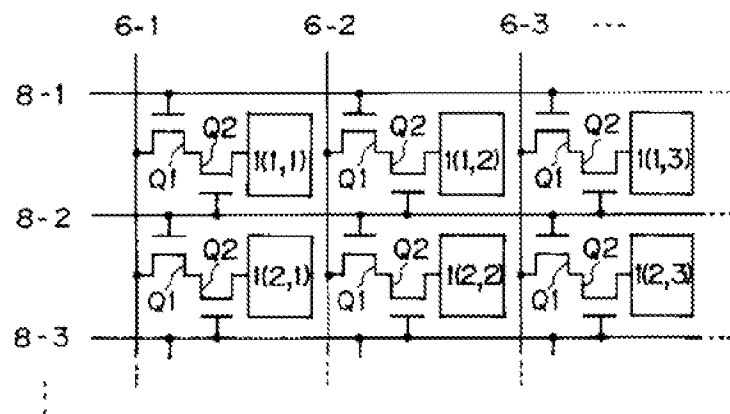 6-1 6-2 6-3
8-1
Q2 Q2 Q2
1(1,1) 1(1,2) 1(1,3)
Q1 Q1 Q1
8-2
Q2 Q2 Q2
1(2,1) 1(2,2) 1(2,3)
Q1 Q1 Q1
8-3